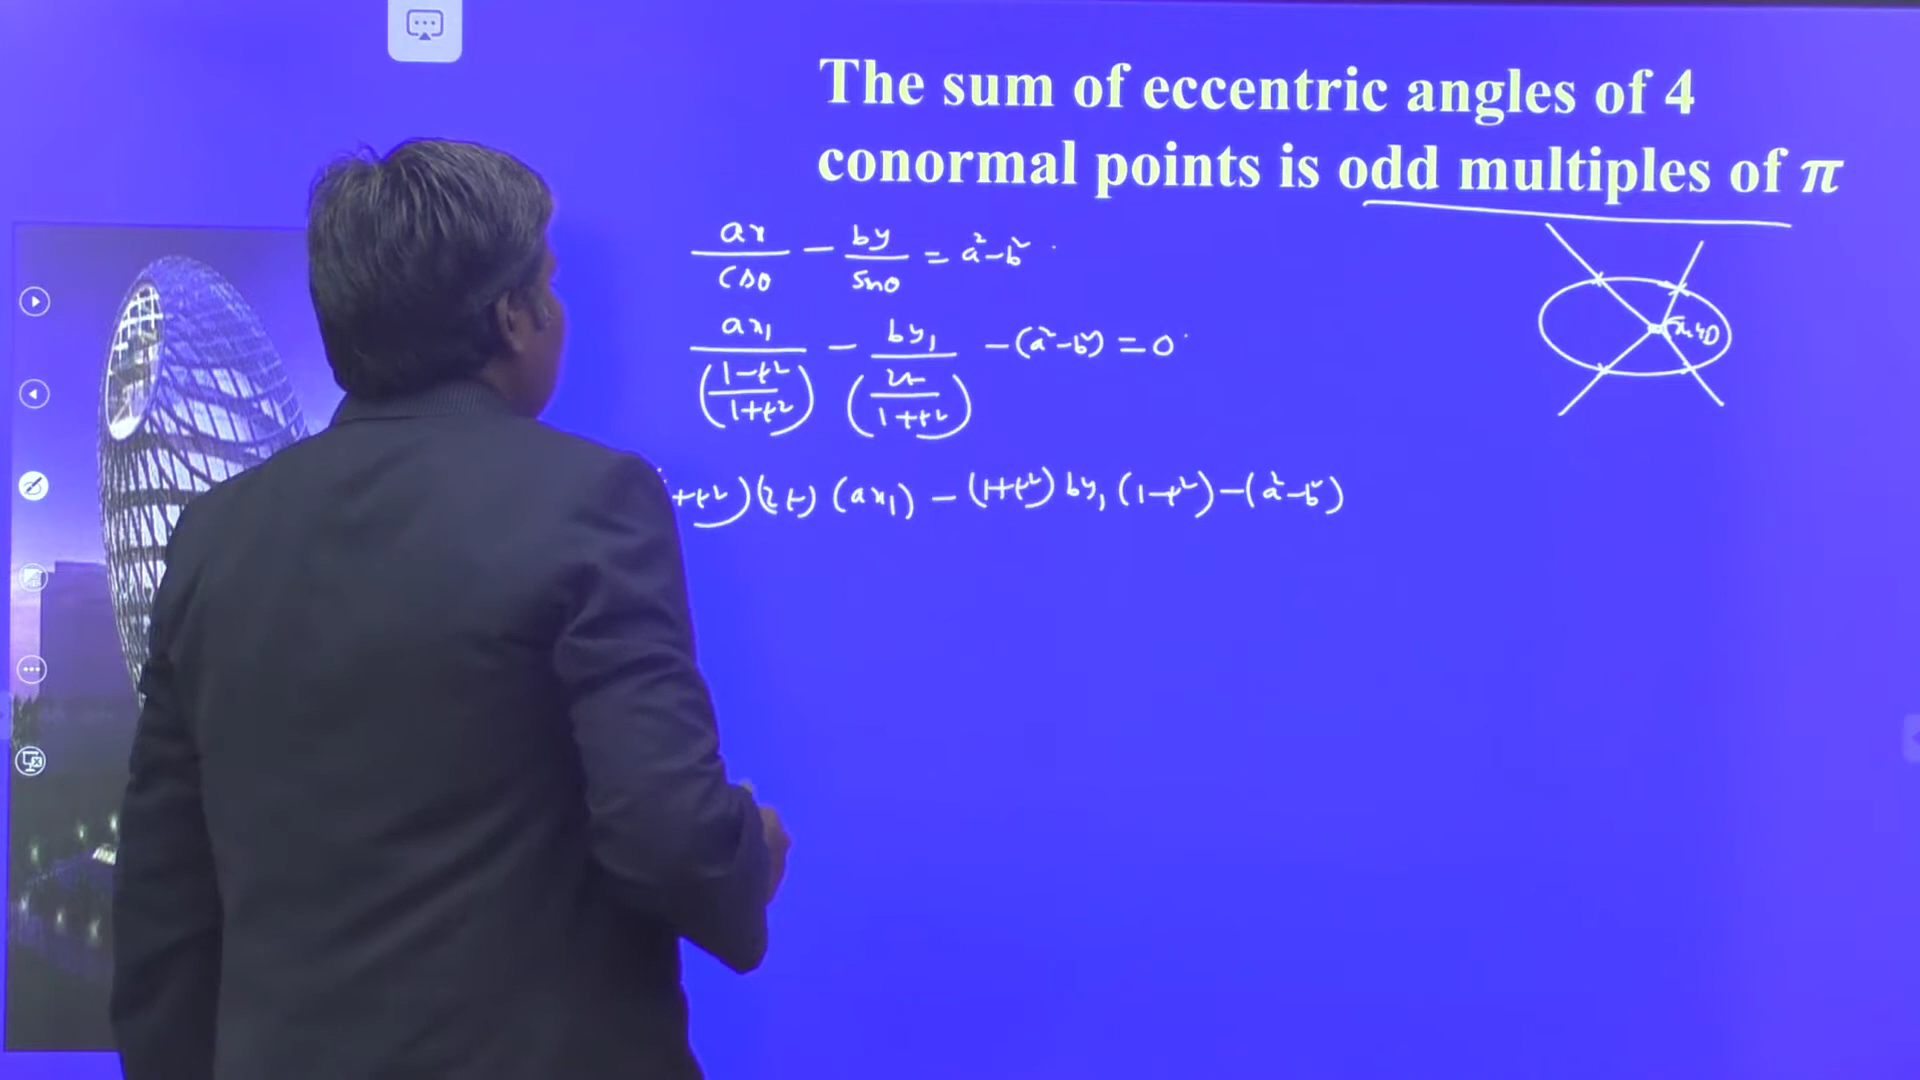 The sum of eccentric angles of 4
conormal points is odd multiples of π
ax/cosθ − by/sinθ = a² − b²
ax₁/((1−t²)/(1+t²)) − by₁/(2t/(1+t²)) − (a²−b²) = 0
(x₁, y₁)
+t²)(2t)(ax₁) − (1+t²)by₁(1−t²) − (a²−b²)